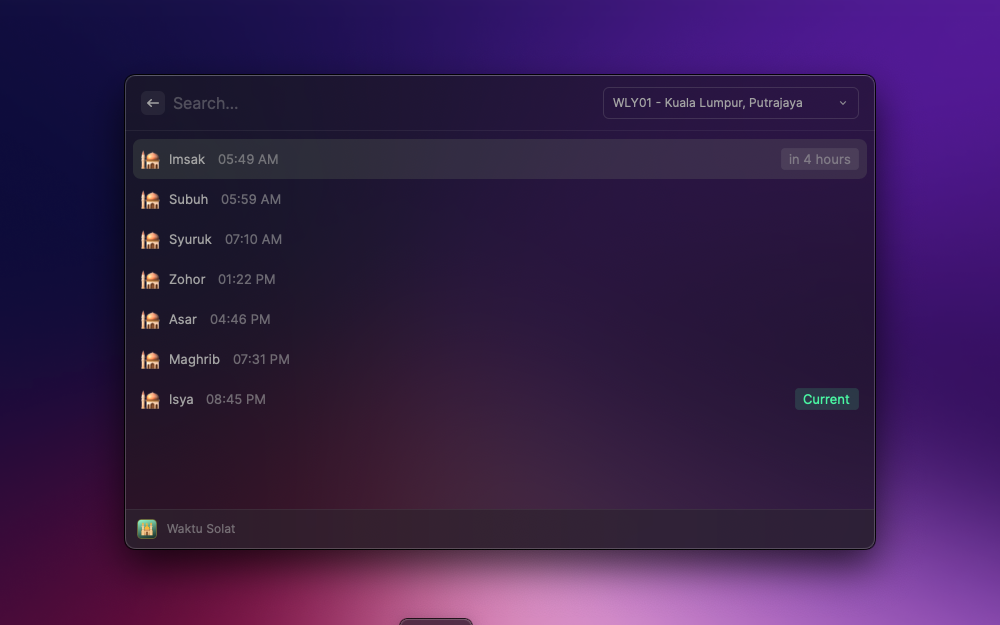 Search...
WLY01 - Kuala Lumpur, Putrajaya
Imsak 05:49 AM in 4 hours
Subuh 05:59 AM
Syuruk 07:10 AM
Zohor 01:22 PM
Asar 04:46 PM
Maghrib 07:31 PM
Isya 08:45 PM Current
Waktu Solat